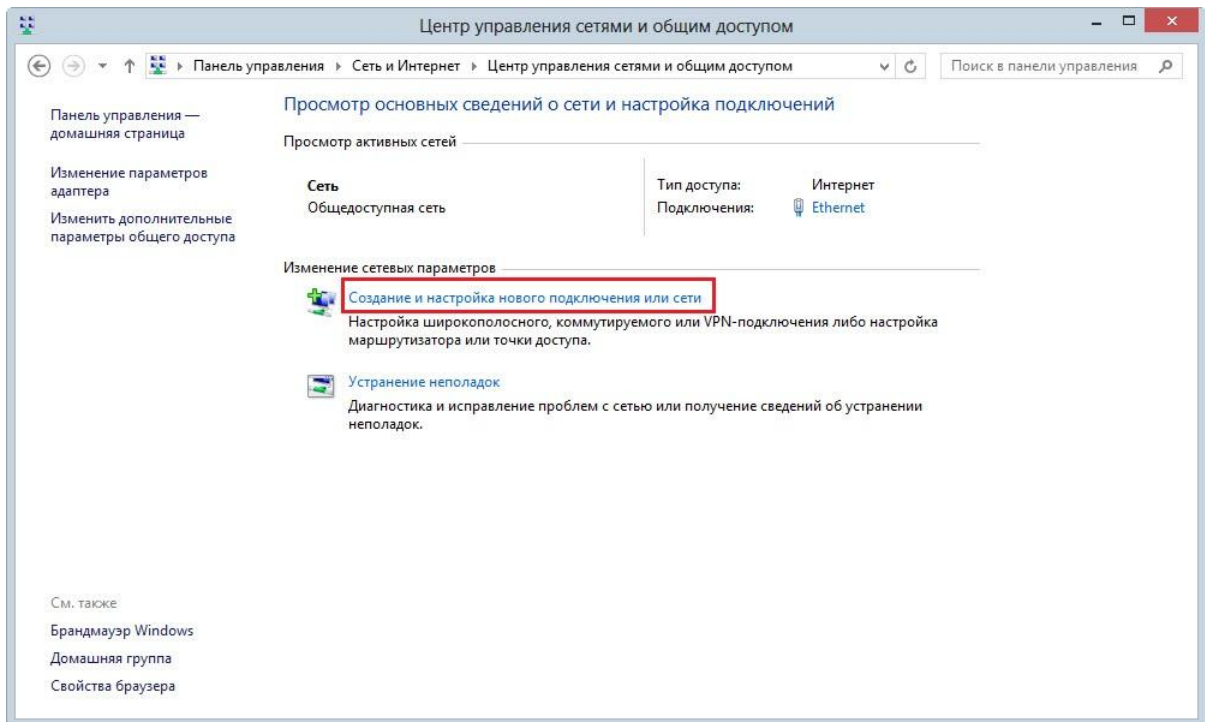 Центр управления сетями и общим доступом
Панель управления
Сеть и Интернет
Центр управления сетями и общим доступом
Поиск в панели управления
Панель управления —
домашняя страница
Изменение параметров
адаптера
Изменить дополнительные
параметры общего доступа
Просмотр основных сведений о сети и настройка подключений
Просмотр активных сетей
Сеть
Общедоступная сеть
Тип доступа: Интернет
Подключения: Ethernet
Изменение сетевых параметров
Создание и настройка нового подключения или сети
Настройка широкополосного, коммутируемого или VPN-подключения либо настройка
маршрутизатора или точки доступа.
Устранение неполадок
Диагностика и исправление проблем с сетью или получение сведений об устранении
неполадок.
См. также
Брандмауэр Windows
Домашняя группа
Свойства браузера